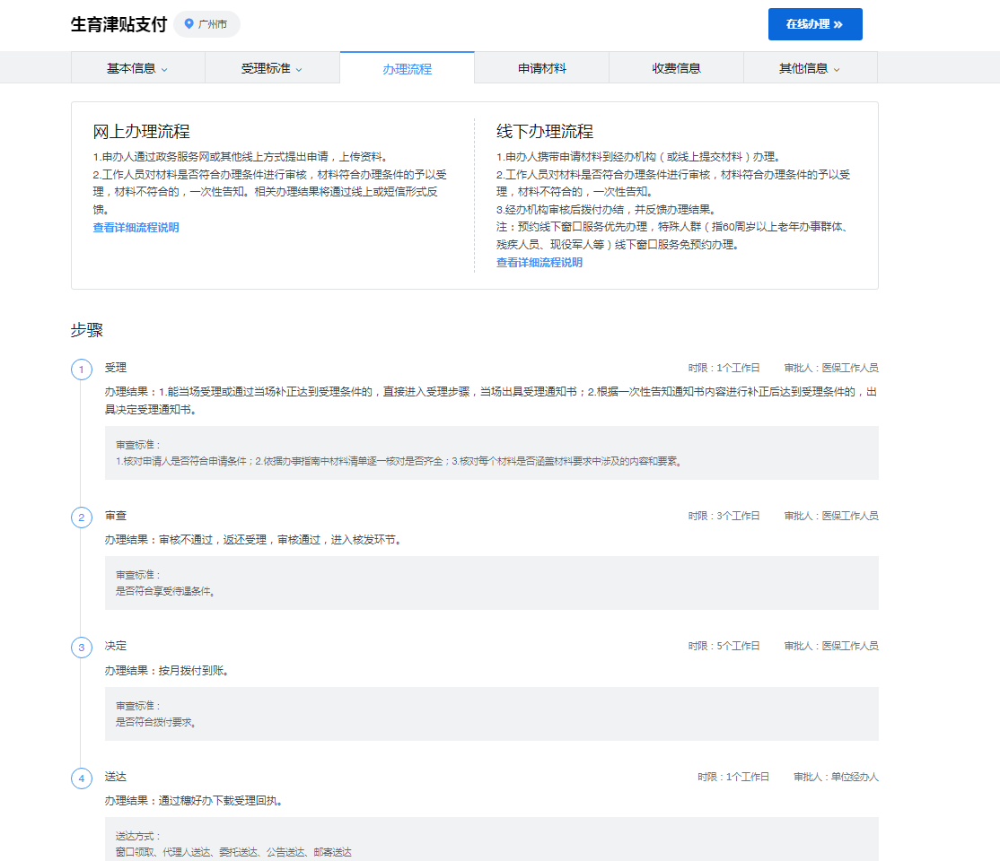 生育津贴支付 广州市 在线办理
基本信息 受理标准 办理流程 申请材料 收费信息 其他信息
网上办理流程
1.申办人通过政务服务网或其他线上方式提出申请，上传资料。
2.工作人员对材料是否符合办理条件进行审核，材料符合办理条件的予以受
理，材料不符合的，一次性告知。相关办理结果将通过线上或短信形式反
馈。
查看详细流程说明
线下办理流程
1.申办人携带申请材料到经办机构（或线上提交材料）办理。
2.工作人员对材料是否符合办理条件进行审核，材料符合办理条件的予以受
理，材料不符合的，一次性告知。
3.经办机构审核后拨付办结，并反馈办理结果。
注：预约线下窗口服务优先办理，特殊人群（指60周岁以上老年办事群体、
残疾人员、现役军人等）线下窗口服务免预约办理。
查看详细流程说明
步骤
1 受理 时限：1个工作日 审批人：医保工作人员
办理结果：1.能当场受理或通过当场补正达到受理条件的，直接进入受理步骤，当场出具受理通知书；2.根据一次性告知通知书内容进行补正后达到受理条件的，出
具决定受理通知书。
审查标准：
1.核对申请人是否符合申请条件；2.依据办事指南中材料清单逐一核对是否齐全；3.核对每个材料是否涵盖材料要求中涉及的内容和要素。
2 审查 时限：3个工作日 审批人：医保工作人员
办理结果：审核不通过，返还受理，审核通过，进入核发环节。
审查标准：
是否符合享受待遇条件。
3 决定 时限：5个工作日 审批人：医保工作人员
办理结果：按月拨付到账。
审查标准：
是否符合拨付要求。
4 送达 时限：1个工作日 审批人：单位经办人
办理结果：通过穗好办下载受理回执。
送达方式：
窗口领取、代理人送达、委托送达、公告送达、邮寄送达